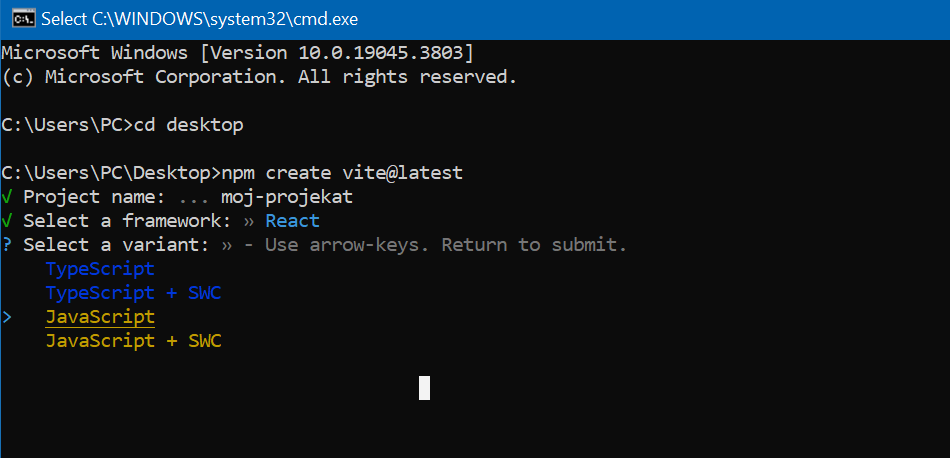 Select C:\WINDOWS\system32\cmd.exe
Microsoft Windows [Version 10.0.19045.3803]
(c) Microsoft Corporation. All rights reserved.
C:\Users\PC>cd desktop
C:\Users\PC\Desktop>npm create vite@latest
√ Project name: ... moj-projekat
√ Select a framework: » React
? Select a variant: » - Use arrow-keys. Return to submit.
TypeScript
TypeScript + SWC
> JavaScript
JavaScript + SWC